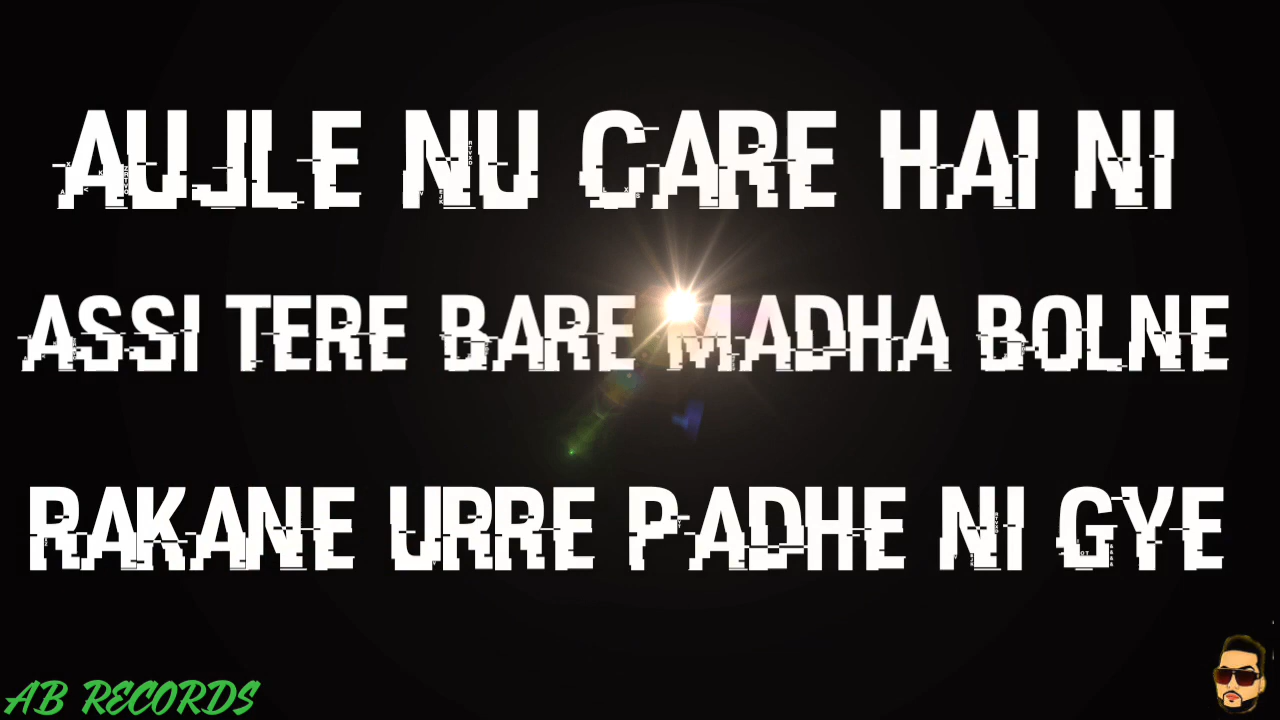 AUJLE NU CARE HAI NI
ASSI TERE BARE MADHA BOLNE
RAKANE URRE PADHE NI GYE
AB RECORDS